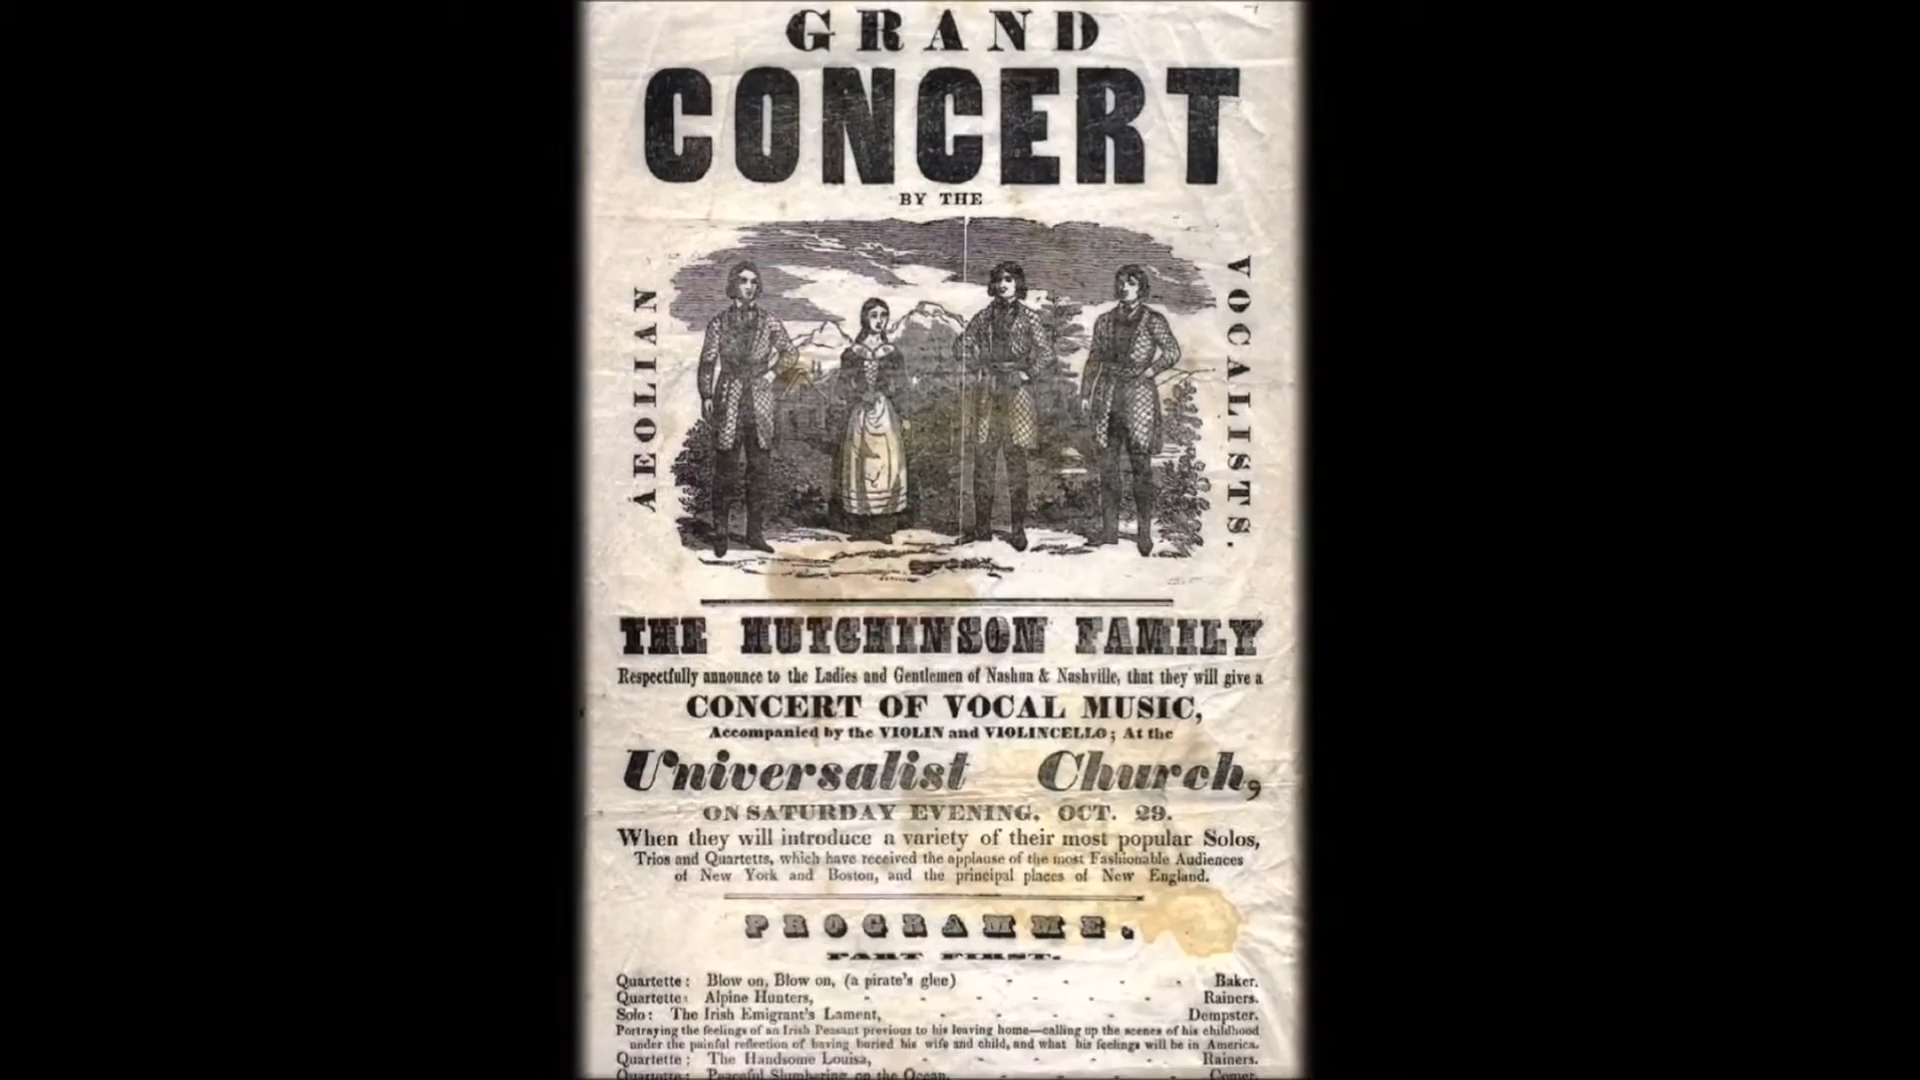 GRAND
CONCERT
BY THE
AEOLIAN
VOCALISTS.
THE HUTCHINSON FAMILY
Respectfully announce to the Ladies and Gentlemen of Nashua & Nashville, that they will give a
CONCERT OF VOCAL MUSIC,
Accompanied by the VIOLIN and VIOLINCELLO; At the
Universalist Church,
ON SATURDAY EVENING, OCT. 29.
When they will introduce a variety of their most popular Solos,
Trios and Quartetts, which have received the applause of the most Fashionable Audiences
of New York and Boston, and the principal places of New England.
PROGRAMME.
PART FIRST.
Quartette: Blow on, Blow on, (a pirate's glee) - - - - Baker.
Quartette: Alpine Hunters, - - - - - - Rainers.
Solo: The Irish Emigrant's Lament, - - - - Dempster.
Portraying the feelings of an Irish Peasant previous to his leaving home—calling up the scenes of his childhood
under the painful reflection of having buried his wife and child, and what his feelings will be in America.
Quartette: The Handsome Louisa, - - - - - Rainers.
Quartette: Peaceful Slumbering on the Ocean, - - - - Comer.